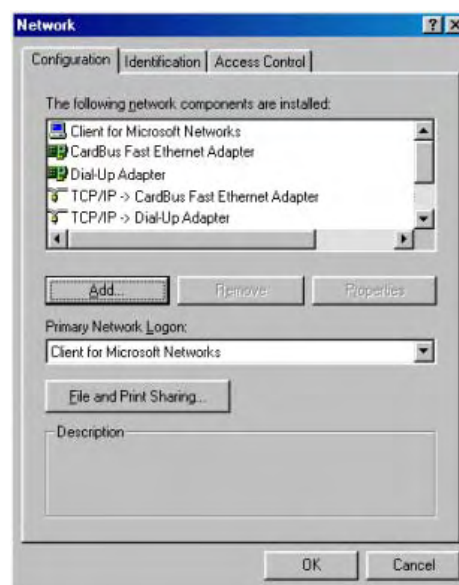 Network
Configuration Identification Access Control
The following network components are installed:
Client for Microsoft Networks
CardBus Fast Ethernet Adapter
Dial-Up Adapter
TCP/IP -> CardBus Fast Ethernet Adapter
TCP/IP -> Dial-Up Adapter
Add... Remove Properties
Primary Network Logon:
Client for Microsoft Networks
File and Print Sharing...
Description
OK Cancel